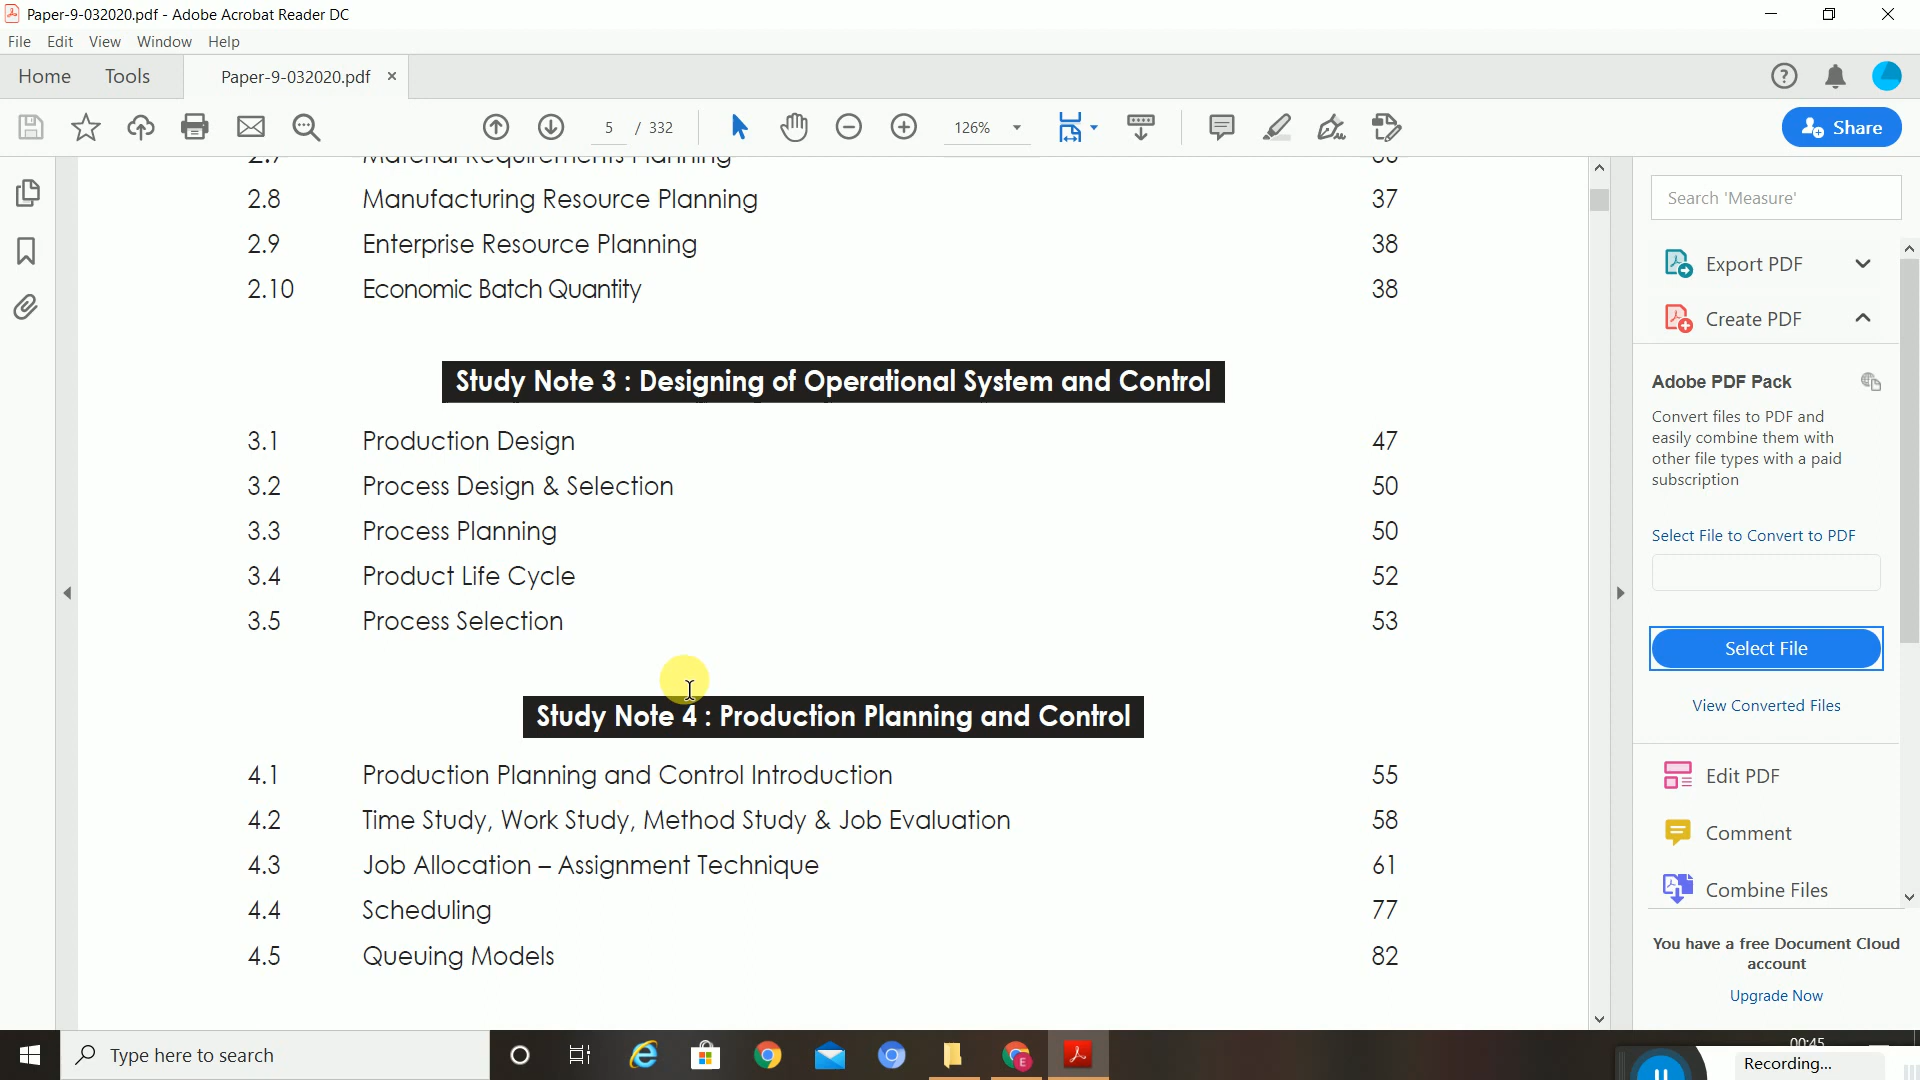 Paper-9-032020.pdf - Adobe Acrobat Reader DC
File Edit View Window Help
Home Tools Paper-9-032020.pdf ×
5 / 332 126% Share
2.7 Material Requirements Planning
2.8 Manufacturing Resource Planning 37
2.9 Enterprise Resource Planning 38
2.10 Economic Batch Quantity 38
Study Note 3 : Designing of Operational System and Control
3.1 Production Design 47
3.2 Process Design & Selection 50
3.3 Process Planning 50
3.4 Product Life Cycle 52
3.5 Process Selection 53
Study Note 4 : Production Planning and Control
4.1 Production Planning and Control Introduction 55
4.2 Time Study, Work Study, Method Study & Job Evaluation 58
4.3 Job Allocation – Assignment Technique 61
4.4 Scheduling 77
4.5 Queuing Models 82
Search 'Measure'
Export PDF
Create PDF
Adobe PDF Pack
Convert files to PDF and
easily combine them with
other file types with a paid
subscription
Select File to Convert to PDF
Select File
View Converted Files
Edit PDF
Comment
Combine Files
You have a free Document Cloud
account
Upgrade Now
Type here to search
00:45
Recording...